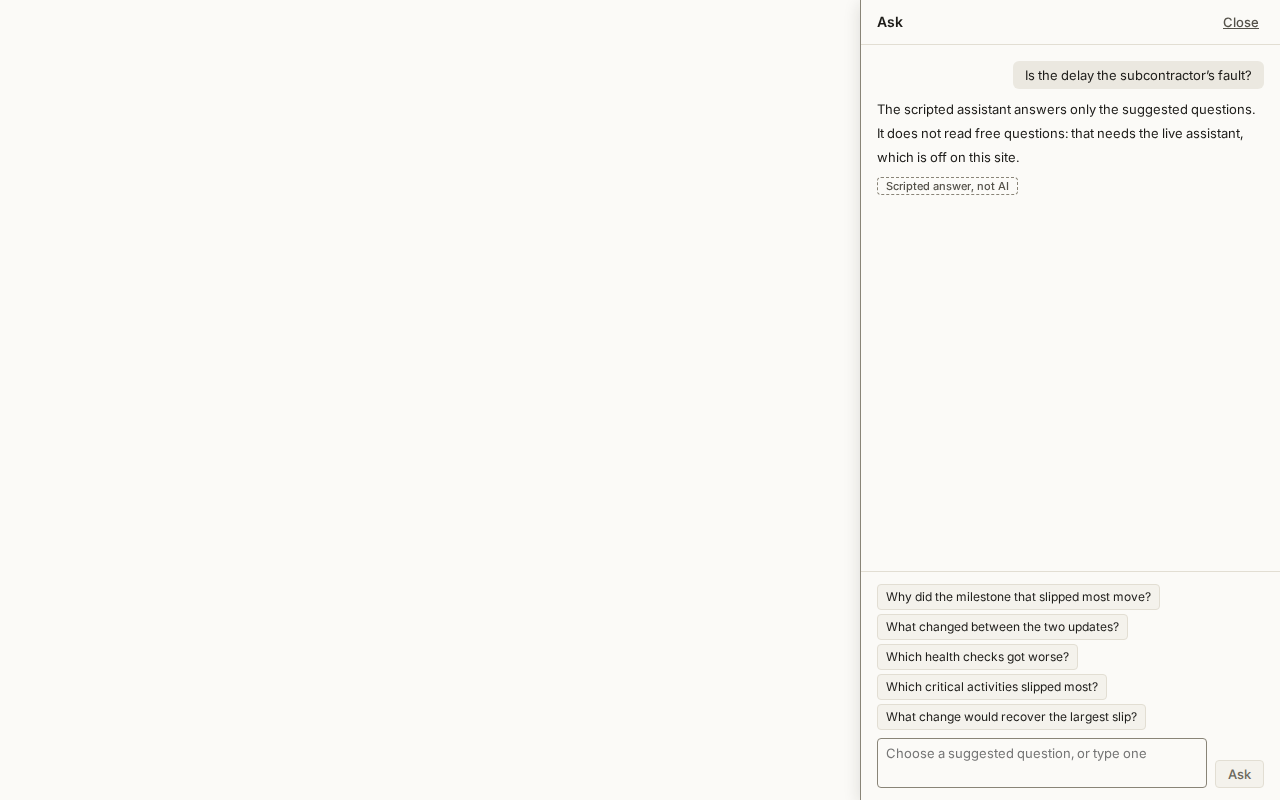 Ask
Close
Is the delay the subcontractor’s fault?
The scripted assistant answers only the suggested questions.
It does not read free questions: that needs the live assistant,
which is off on this site.
Scripted answer, not AI
Why did the milestone that slipped most move?
What changed between the two updates?
Which health checks got worse?
Which critical activities slipped most?
What change would recover the largest slip?
Choose a suggested question, or type one
Ask